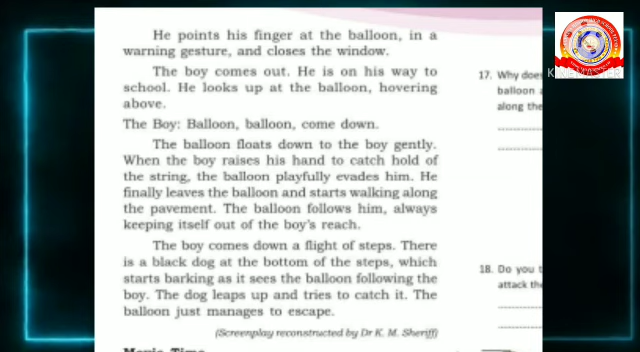 He points his finger at the balloon, in a
warning gesture, and closes the window.
The boy comes out. He is on his way to
school. He looks up at the balloon, hovering
above.
The Boy: Balloon, balloon, come down.
The balloon floats down to the boy gently.
When the boy raises his hand to catch hold of
the string, the balloon playfully evades him. He
finally leaves the balloon and starts walking along
the pavement. The balloon follows him, always
keeping itself out of the boy's reach.
The boy comes down a flight of steps. There
is a black dog at the bottom of the steps, which
starts barking as it sees the balloon following the
boy. The dog leaps up and tries to catch it. The
balloon just manages to escape.
(Screenplay reconstructed by Dr K. M. Sheriff)
Movie Time
17. Why does
balloon a
along the
18. Do you t
attack the
KINEMASTER